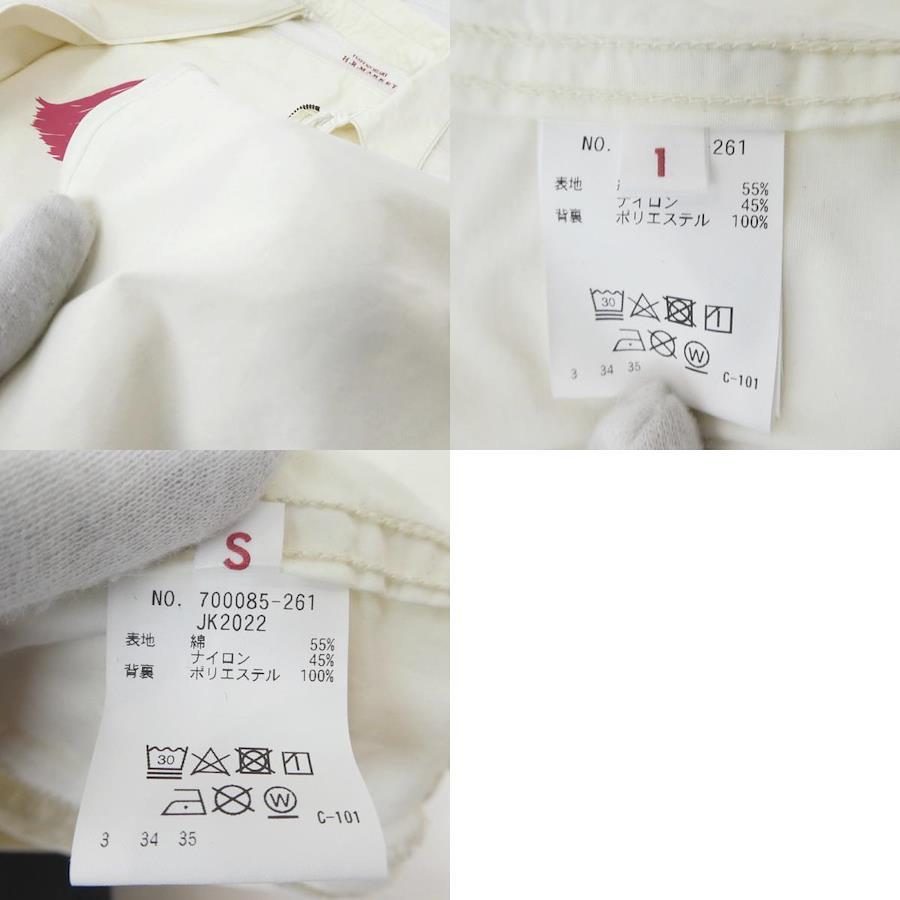 H.R.MARKET
NO. 261
1
表地 55%
ナイロン 45%
背裏 ポリエステル 100%
30
W
3 34 35 C-101
S
NO. 700085-261
JK2022
表地 綿 55%
ナイロン 45%
背裏 ポリエステル 100%
30
W
C-101
3 34 35